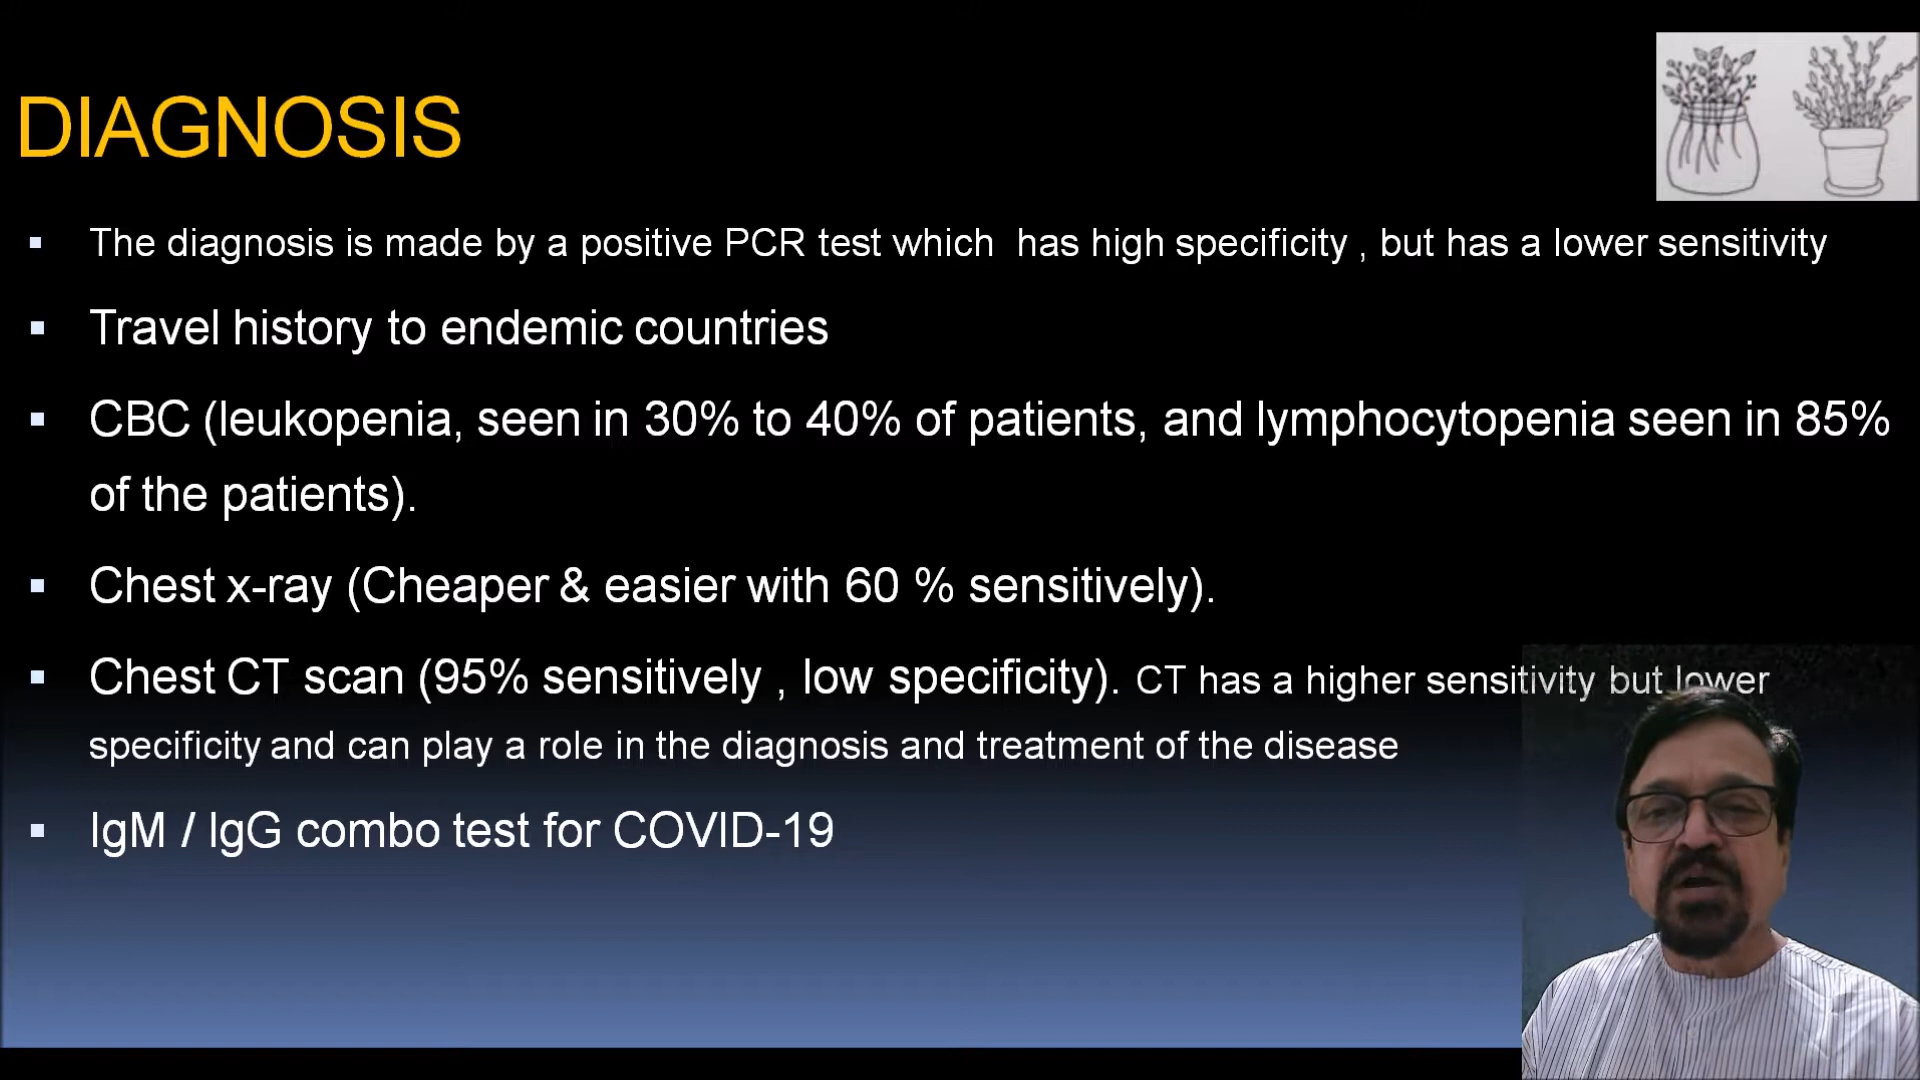 DIAGNOSIS
▪ The diagnosis is made by a positive PCR test which has high specificity , but has a lower sensitivity
▪ Travel history to endemic countries
▪ CBC (leukopenia, seen in 30% to 40% of patients, and lymphocytopenia seen in 85%
of the patients).
▪ Chest x-ray (Cheaper & easier with 60 % sensitively).
▪ Chest CT scan (95% sensitively , low specificity). CT has a higher sensitivity but lower
specificity and can play a role in the diagnosis and treatment of the disease
▪ IgM / IgG combo test for COVID-19